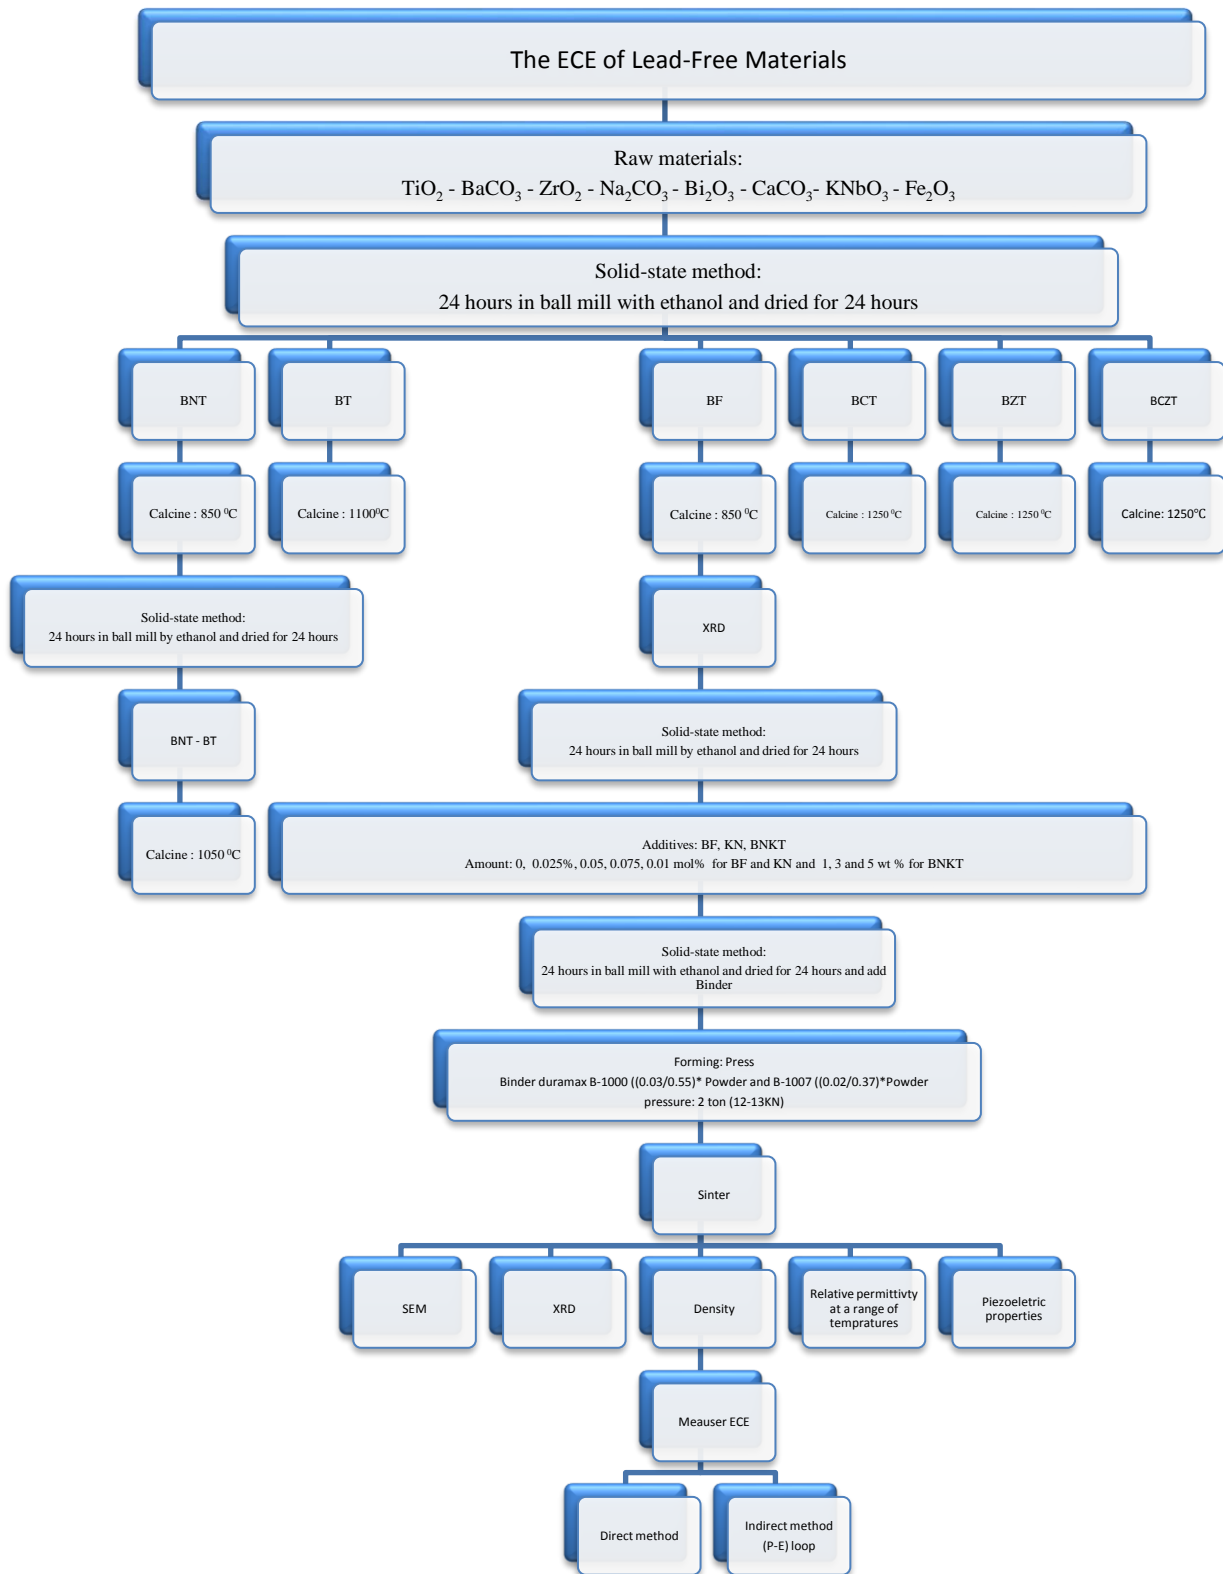 The ECE of Lead-Free Materials
Raw materials:
TiO₂ - BaCO₃ - ZrO₂ - Na₂CO₃ - Bi₂O₃ - CaCO₃- KNbO₃ - Fe₂O₃
Solid-state method:
24 hours in ball mill with ethanol and dried for 24 hours
BNT
BT
BF
BCT
BZT
BCZT
Calcine : 850 ⁰C
Calcine : 1100⁰C
Calcine : 850 ⁰C
Calcine : 1250 ⁰C
Calcine : 1250 ⁰C
Calcine: 1250°C
Solid-state method:
24 hours in ball mill by ethanol and dried for 24 hours
XRD
BNT - BT
Solid-state method:
24 hours in ball mill by ethanol and dried for 24 hours
Calcine : 1050 ⁰C
Additives: BF, KN, BNKT
Amount: 0, 0.025%, 0.05, 0.075, 0.01 mol% for BF and KN and 1, 3 and 5 wt % for BNKT
Solid-state method:
24 hours in ball mill with ethanol and dried for 24 hours and add
Binder
Forming: Press
Binder duramax B-1000 ((0.03/0.55)* Powder and B-1007 ((0.02/0.37)*Powder
pressure: 2 ton (12-13KN)
Sinter
SEM
XRD
Density
Relative permittivty
at a range of
tempratures
Piezoeletric
properties
Meauser ECE
Direct method
Indirect method
(P-E) loop